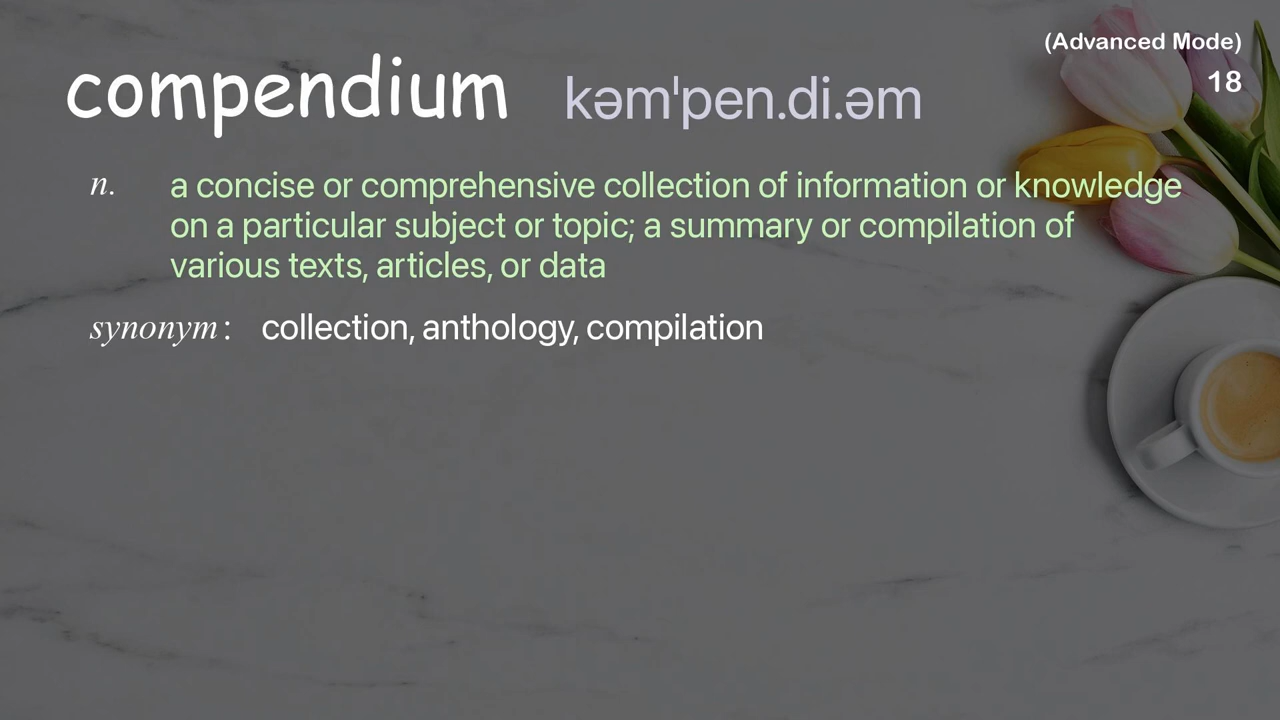 (Advanced Mode)
18
compendium kəmˈpen.di.əm
n. a concise or comprehensive collection of information or knowledge
on a particular subject or topic; a summary or compilation of
various texts, articles, or data
synonym: collection, anthology, compilation